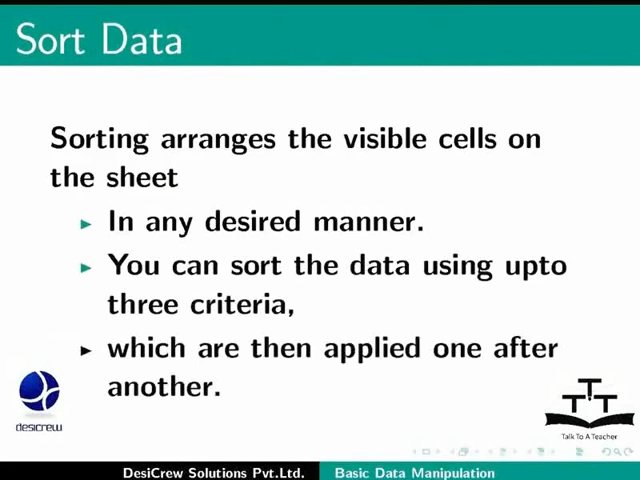 Sort Data
Sorting arranges the visible cells on
the sheet
In any desired manner.
You can sort the data using upto
three criteria,
which are then applied one after
another.
desicrew
TTT
Talk To A Teacher
DesiCrew Solutions Pvt.Ltd. Basic Data Manipulation